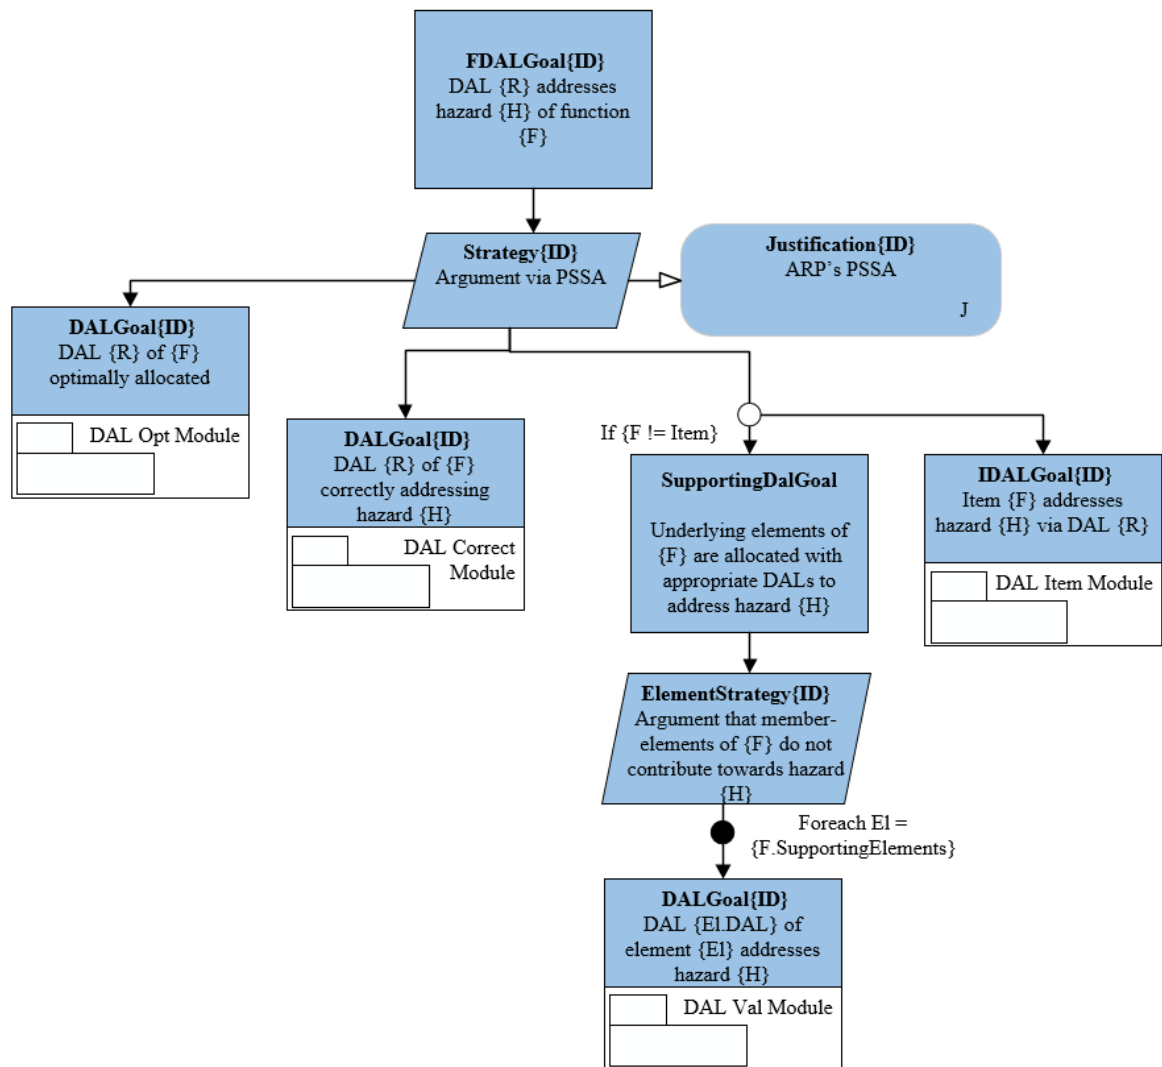 FDALGoal{ID}
DAL {R} addresses
hazard {H} of function
{F}
Strategy{ID}
Argument via PSSA
Justification{ID}
ARP's PSSA
J
DALGoal{ID}
DAL {R} of {F}
optimally allocated
DAL Opt Module
DALGoal{ID}
DAL {R} of {F}
correctly addressing
hazard {H}
DAL Correct
Module
If {F != Item}
SupportingDalGoal
Underlying elements of
{F} are allocated with
appropriate DALs to
address hazard {H}
IDALGoal{ID}
Item {F} addresses
hazard {H} via DAL {R}
DAL Item Module
ElementStrategy{ID}
Argument that member-
elements of {F} do not
contribute towards hazard
{H}
Foreach El =
{F.SupportingElements}
DALGoal{ID}
DAL {El.DAL} of
element {El} addresses
hazard {H}
DAL Val Module